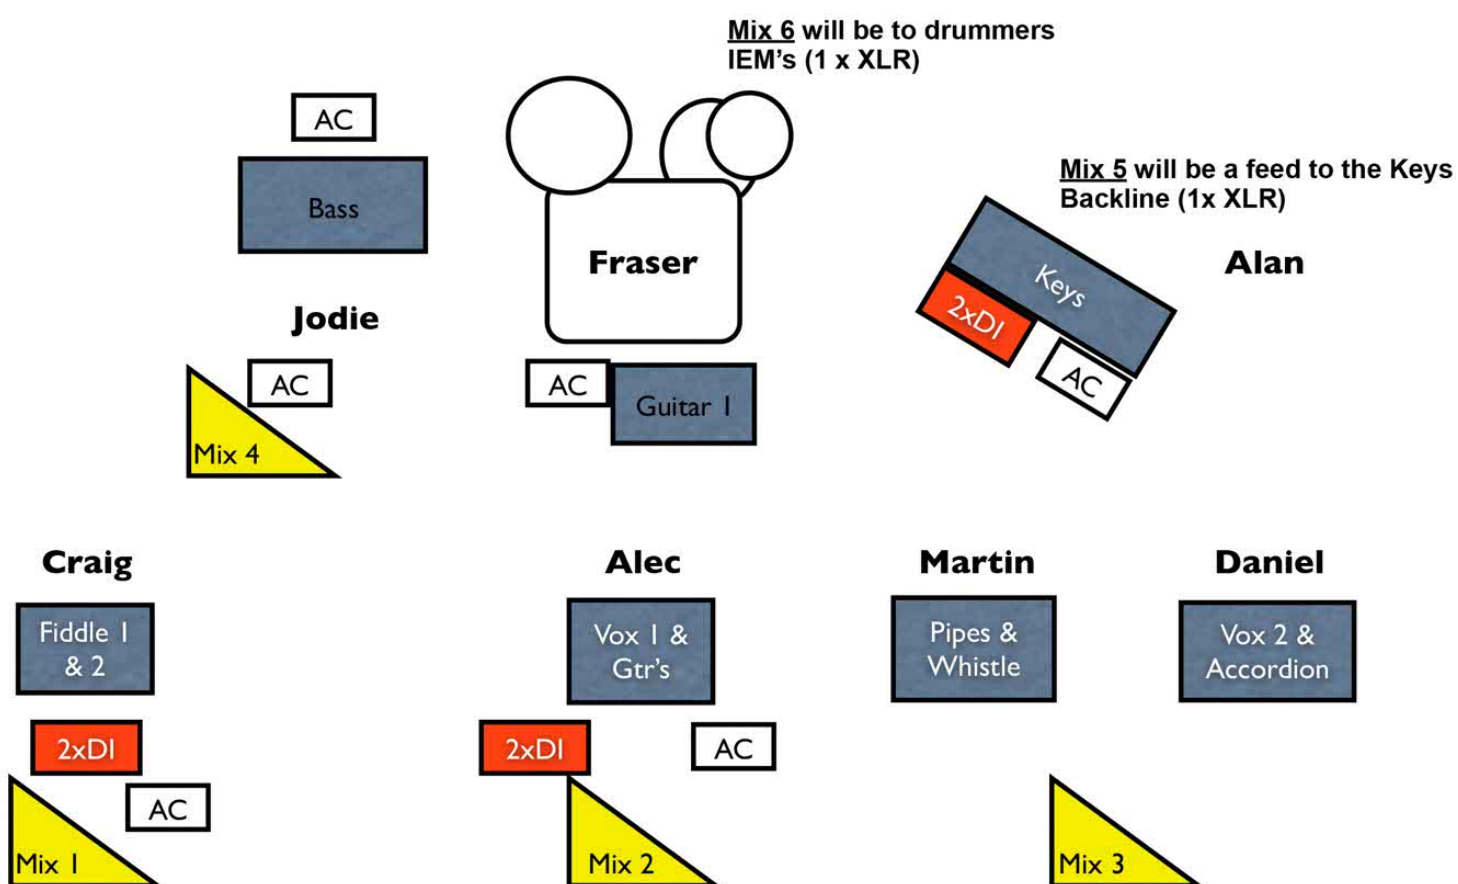 Mix 6 will be to drummers
IEM's (1 x XLR)
AC
Bass
Mix 5 will be a feed to the Keys
Backline (1x XLR)
Fraser
Keys
Alan
2xDI
Jodie
AC
AC
AC
Guitar 1
Mix 4
Craig
Alec
Martin
Daniel
Fiddle 1
& 2
Vox 1 &
Gtr's
Pipes &
Whistle
Vox 2 &
Accordion
2xDI
2xDI
AC
AC
Mix 1
Mix 2
Mix 3